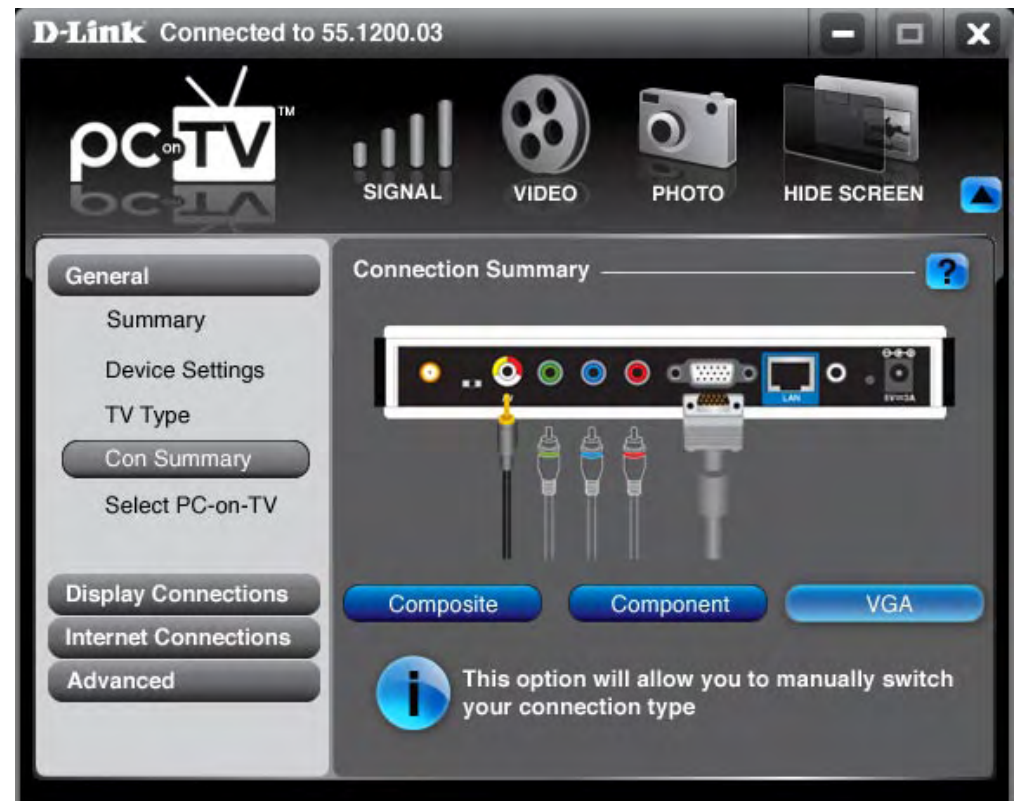 D-Link Connected to 55.1200.03
pc on TV ™
SIGNAL
VIDEO
PHOTO
HIDE SCREEN
General
Summary
Device Settings
TV Type
Con Summary
Select PC-on-TV
Display Connections
Internet Connections
Advanced
Connection Summary
?
LAN
Composite
Component
VGA
i
This option will allow you to manually switch
your connection type